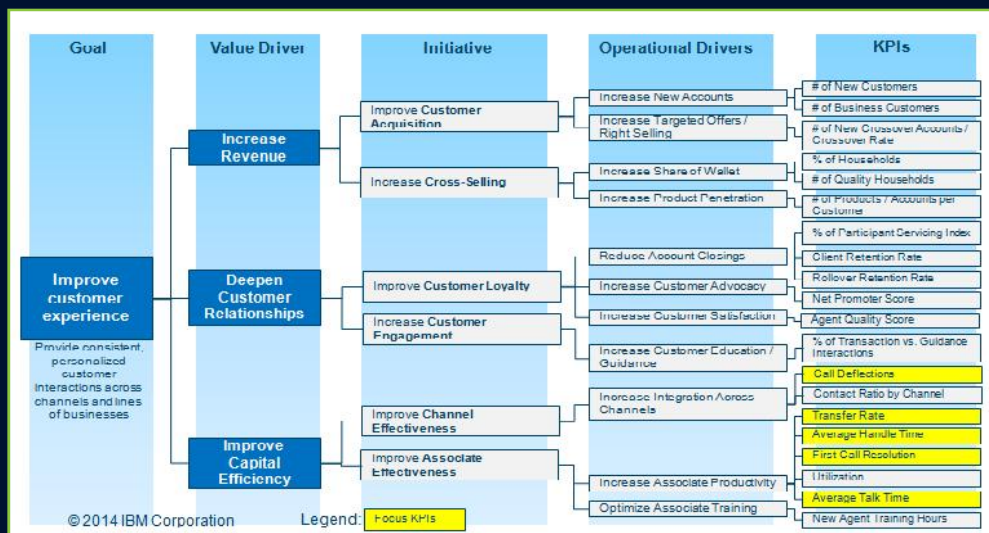 Goal
Value Driver
Initiative
Operational Drivers
KPIs
Improve
customer
experience
Provide consistent,
personalized
customer
interactions across
channels and lines
of businesses
Increase
Revenue
Deepen
Customer
Relationships
Improve
Capital
Efficiency
Improve Customer
Acquisition
Increase Cross-Selling
Improve Customer Loyalty
Increase Customer
Engagement
Improve Channel
Effectiveness
Improve Associate
Effectiveness
Increase New Accounts
Increase Targeted Offers /
Right Selling
Increase Share of Wallet
Increase Product Penetration
Reduce Account Closings
Increase Customer Advocacy
Increase Customer Satisfaction
Increase Customer Education /
Guidance
Increase Integration Across
Channels
Increase Associate Productivity
Optimize Associate Training
# of New Customers
# of Business Customers
# of New Crossover Accounts /
Crossover Rate
% of Households
# of Quality Households
# of Products / Accounts per
Customer
% of Participant Servicing Index
Client Retention Rate
Rollover Retention Rate
Net Promoter Score
Agent Quality Score
% of Transaction vs. Guidance
Interactions
Call Deflections
Contact Ratio by Channel
Transfer Rate
Average Handle Time
First Call Resolution
Utilization
Average Talk Time
New Agent Training Hours
© 2014 IBM Corporation
Legend:
Focus KPIs